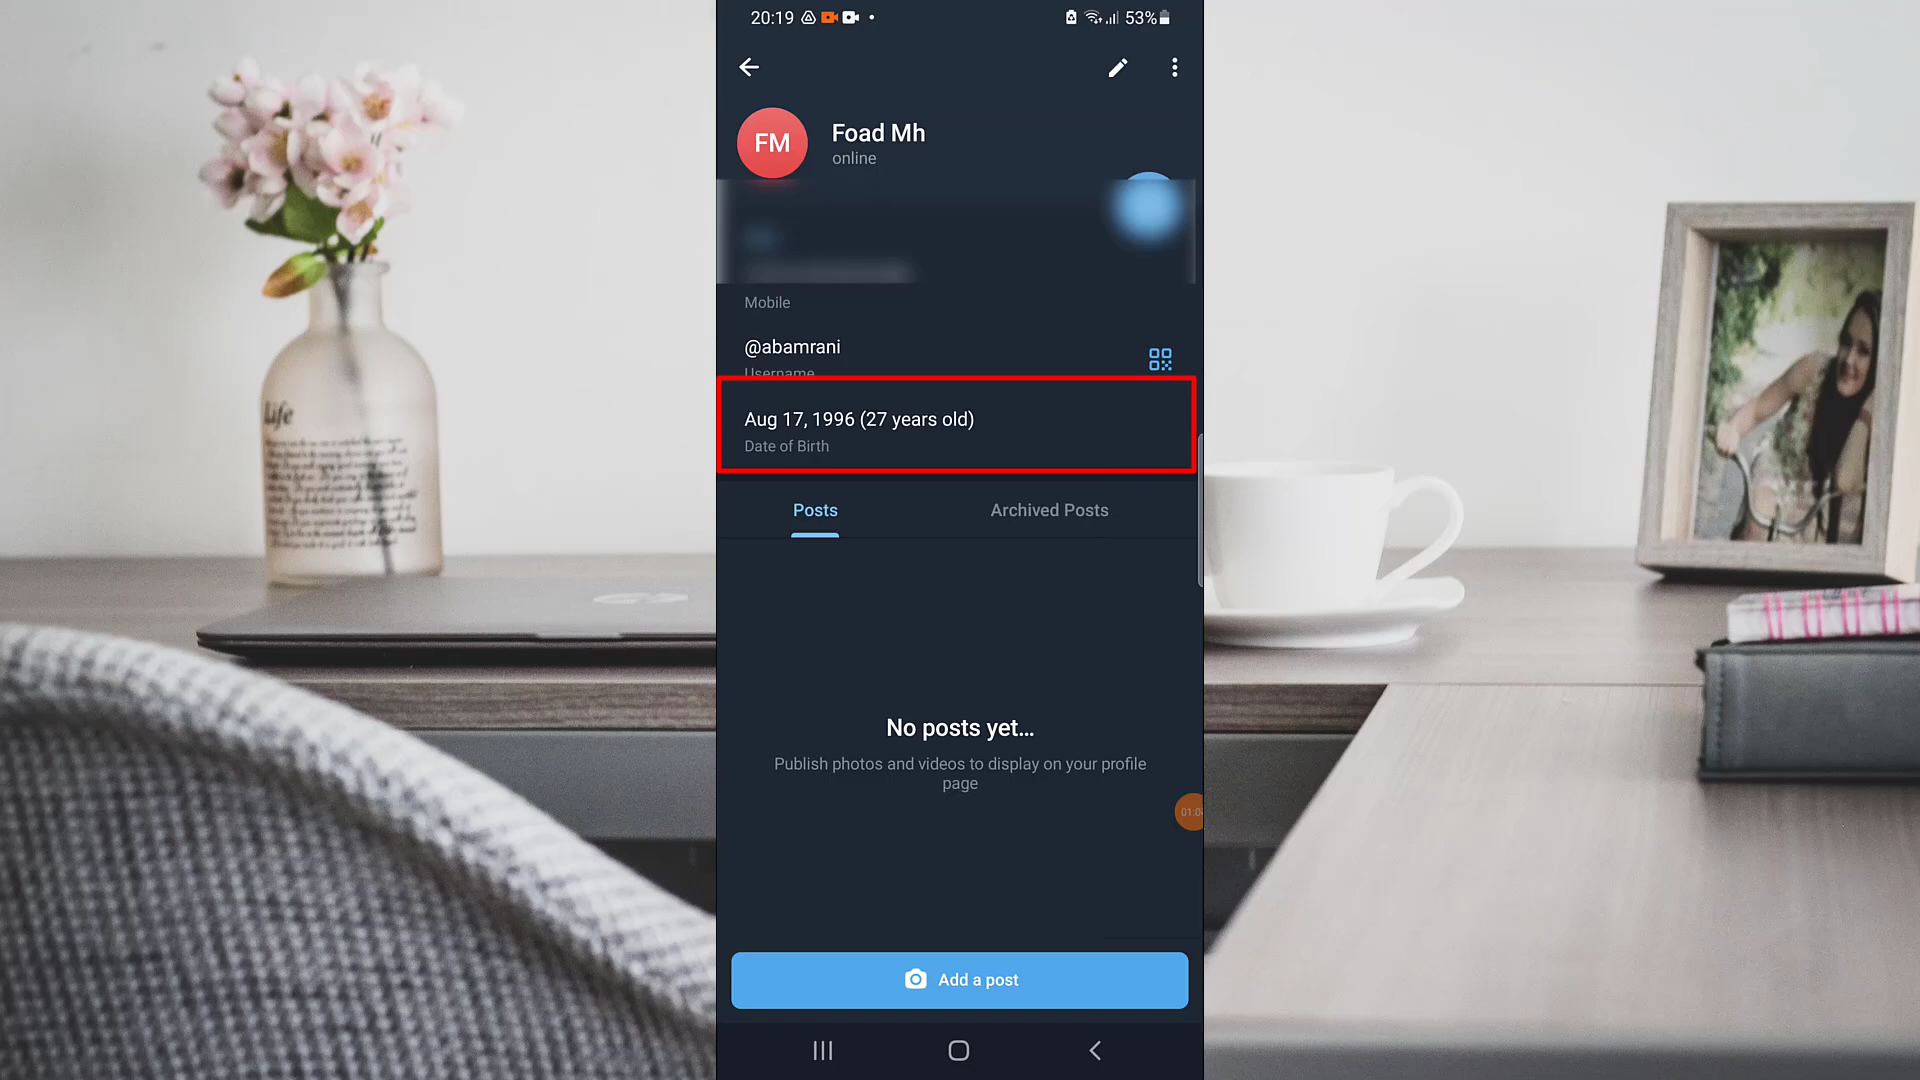 20:19
53%
FM
Foad Mh
online
Mobile
@abamrani
Username
Aug 17, 1996 (27 years old)
Date of Birth
Posts
Archived Posts
No posts yet...
Publish photos and videos to display on your profile
page
Add a post
Life